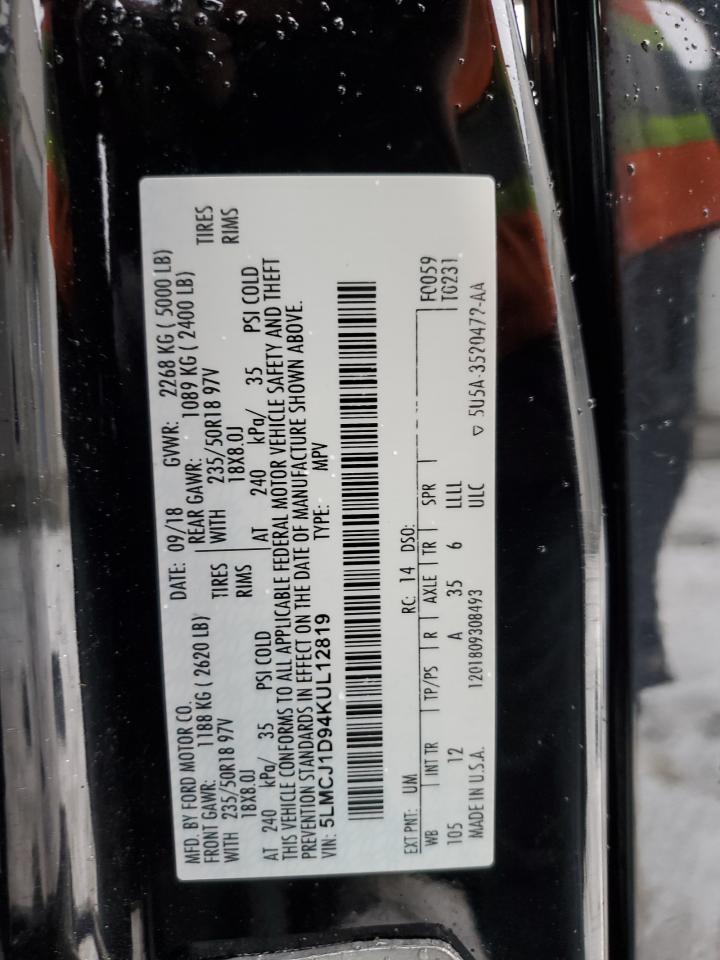 MFD. BY FORD MOTOR CO.
DATE: 09/18 GVWR: 2268 KG ( 5000 LB)
FRONT GAWR: 1188 KG ( 2620 LB) REAR GAWR: 1089 KG ( 2400 LB)
WITH 235/50R18 97V TIRES WITH 235/50R18 97V TIRES
18X8.0J RIMS 18X8.0J RIMS
AT 240 kPa/ 35 PSI COLD AT 240 kPa/ 35 PSI COLD
THIS VEHICLE CONFORMS TO ALL APPLICABLE FEDERAL MOTOR VEHICLE SAFETY AND THEFT
PREVENTION STANDARDS IN EFFECT ON THE DATE OF MANUFACTURE SHOWN ABOVE.
VIN: 5LMCJ1D94KUL12819 TYPE: MPV
EXT PNT: UM RC: 14 DSO: FC059
WB INT TR TP/PS R AXLE TR SPR TG231
105 12 A 35 6 LLLL
MADE IN U.S.A. 1201809308493 ULC ▽ 5U5A-3520472-AA